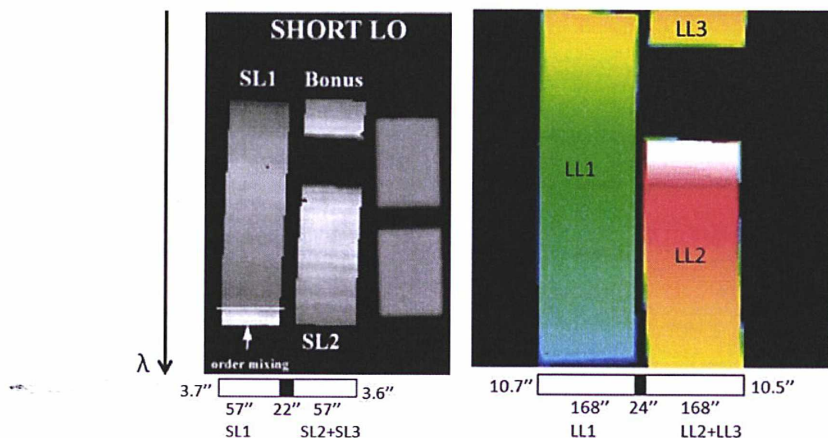 SHORT LO
SL1
Bonus
SL2
order mixing
λ
3.7″
3.6″
57″ 22″ 57″
SL1 SL2+SL3
LL3
LL1
LL2
10.7″
10.5″
168″ 24″ 168″
LL1 LL2+LL3